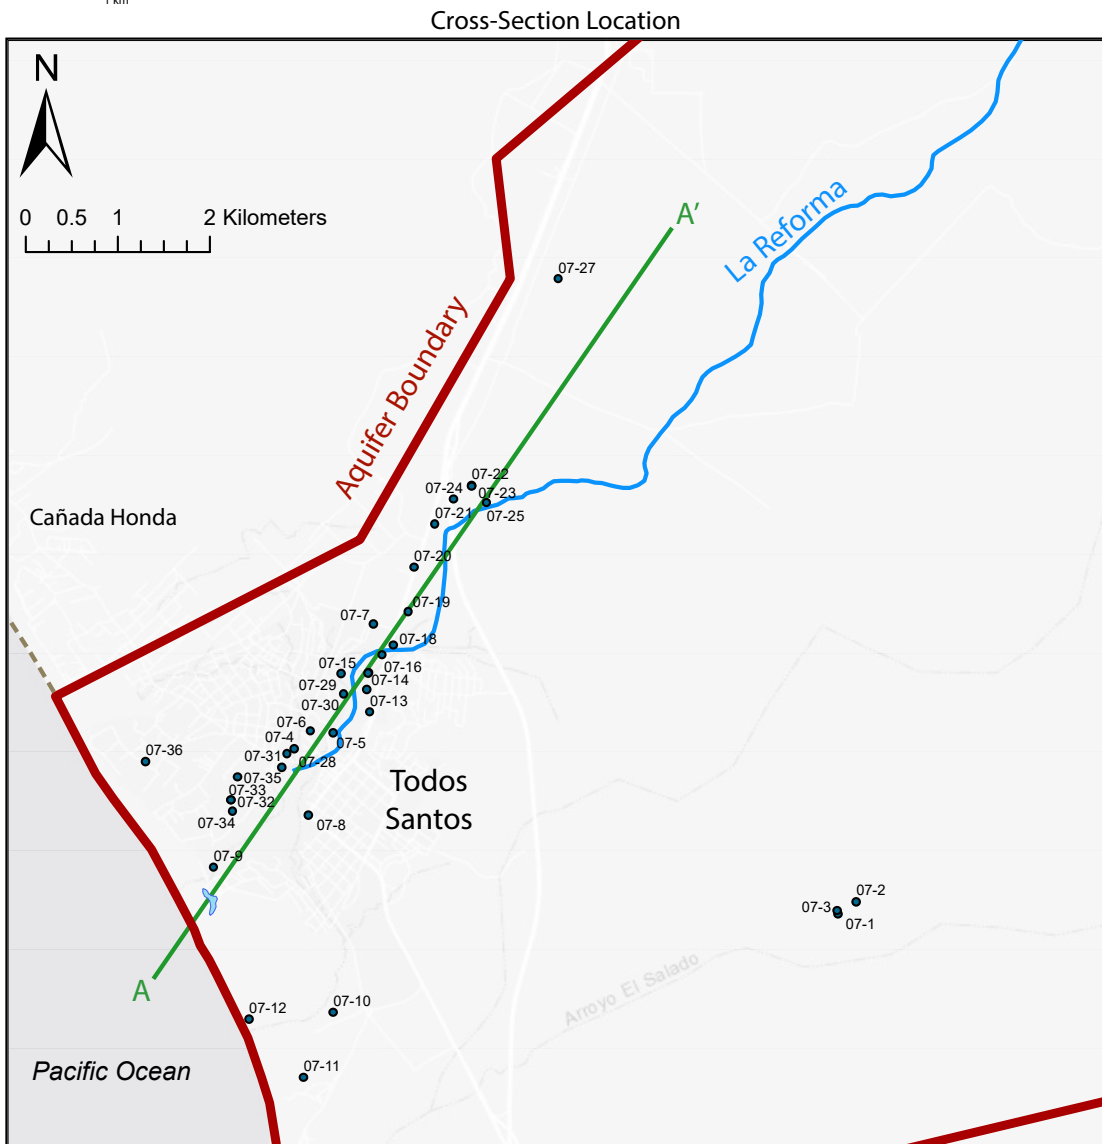 1 km
Cross-Section Location
N
0 0.5 1 2 Kilometers
A'
La Reforma
07-27
Aquifer Boundary
07-22
07-24
07-23
07-25
07-21
Cañada Honda
07-20
07-19
07-7
07-18
07-15
07-16
07-29
07-14
07-30
07-13
07-6
07-4
07-5
07-31
07-28
07-36
07-35
07-33
07-32
07-34
Todos
Santos
07-8
07-9
07-2
07-3
07-1
Arroyo El Salado
A
07-12
07-10
Pacific Ocean
07-11